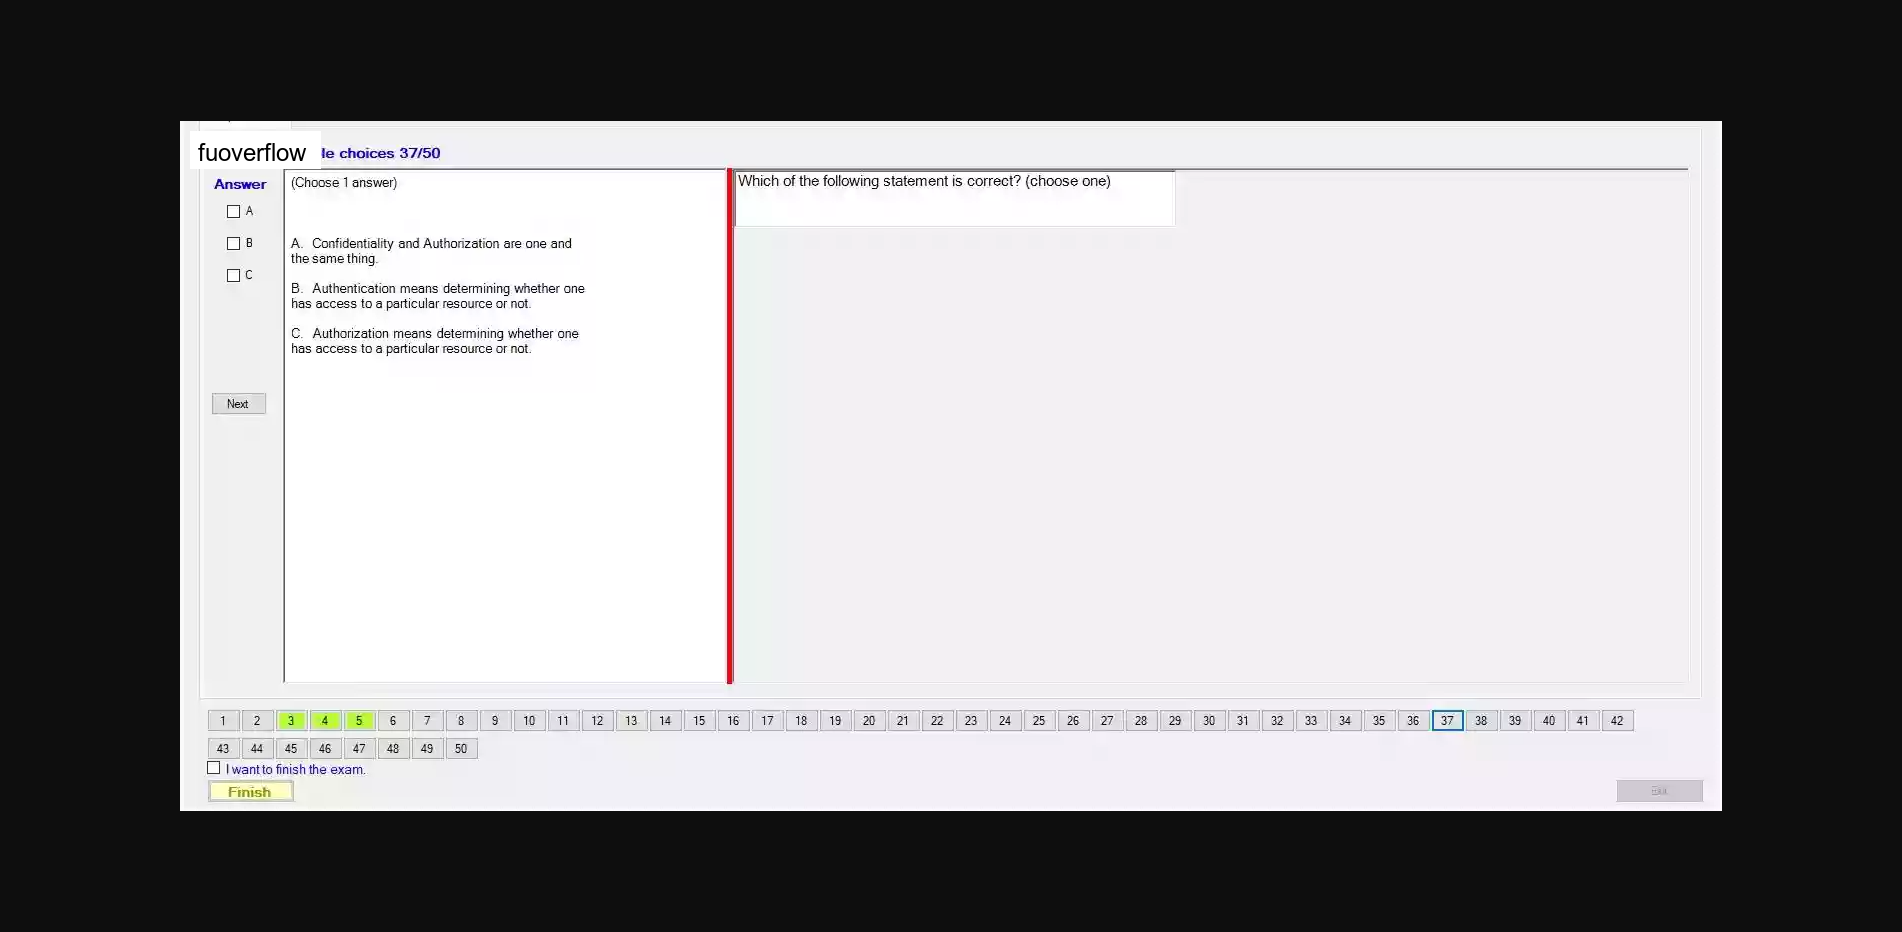 fuoverflow
le choices 37/50
Answer
(Choose 1 answer)
Which of the following statement is correct? (choose one)
A
B
C
A. Confidentiality and Authorization are one and
the same thing.
B. Authentication means determining whether one
has access to a particular resource or not.
C. Authorization means determining whether one
has access to a particular resource or not.
Next
1 2 3 4 5 6 7 8 9 10 11 12 13 14 15 16 17 18 19 20 21 22 23 24 25 26 27 28 29 30 31 32 33 34 35 36 37 38 39 40 41 42
43 44 45 46 47 48 49 50
I want to finish the exam.
Finish
Exit